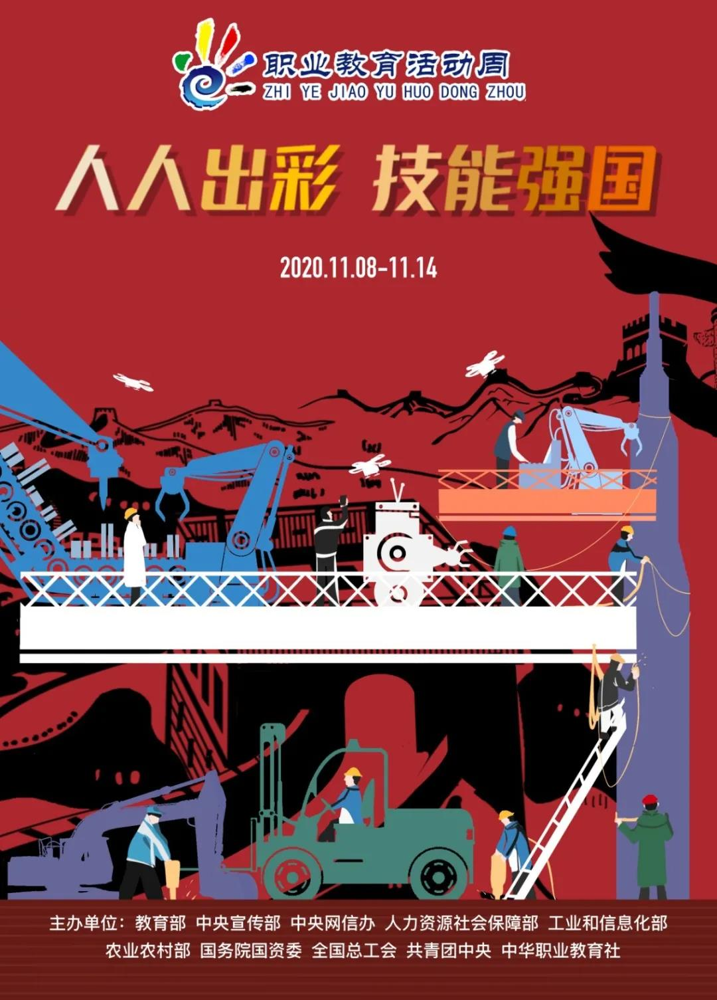 职业教育活动周
ZHI YE JIAO YU HUO DONG ZHOU
人人出彩 技能强国
2020.11.08-11.14
主办单位：教育部 中央宣传部 中央网信办 人力资源社会保障部 工业和信息化部
农业农村部 国务院国资委 全国总工会 共青团中央 中华职业教育社